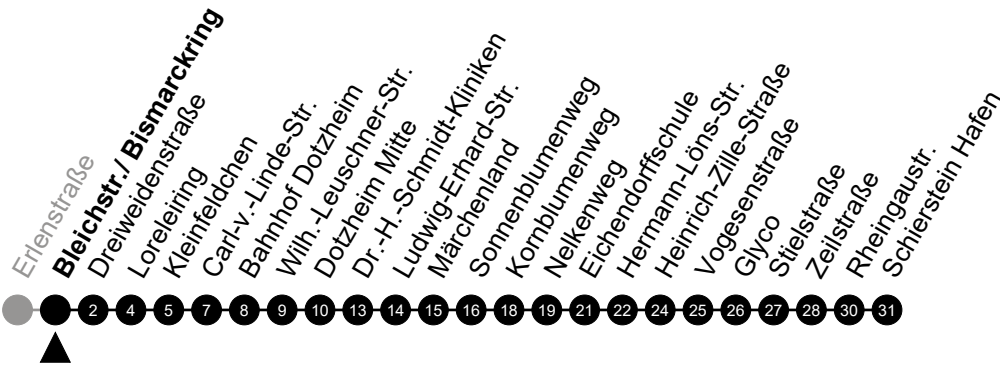 Erlenstraße
Bleichstr./ Bismarckring
Dreiweidenstraße
Loreleiring
Kleinfeldchen
Carl-v.-Linde-Str.
Bahnhof Dotzheim
Wilh.-Leuschner-Str.
Dotzheim Mitte
Dr.-H.-Schmidt-Kliniken
Ludwig-Erhard-Str.
Märchenland
Sonnenblumenweg
Kornblumenweg
Nelkenweg
Eichendorffschule
Hermann-Löns-Str.
Heinrich-Zille-Straße
Vogesenstraße
Glyco
Stielstraße
Zeilstraße
Rheingaustr.
Schierstein Hafen
2 4 5 7 8 9 10 13 14 15 16 18 19 21 22 24 25 26 27 28 30 31